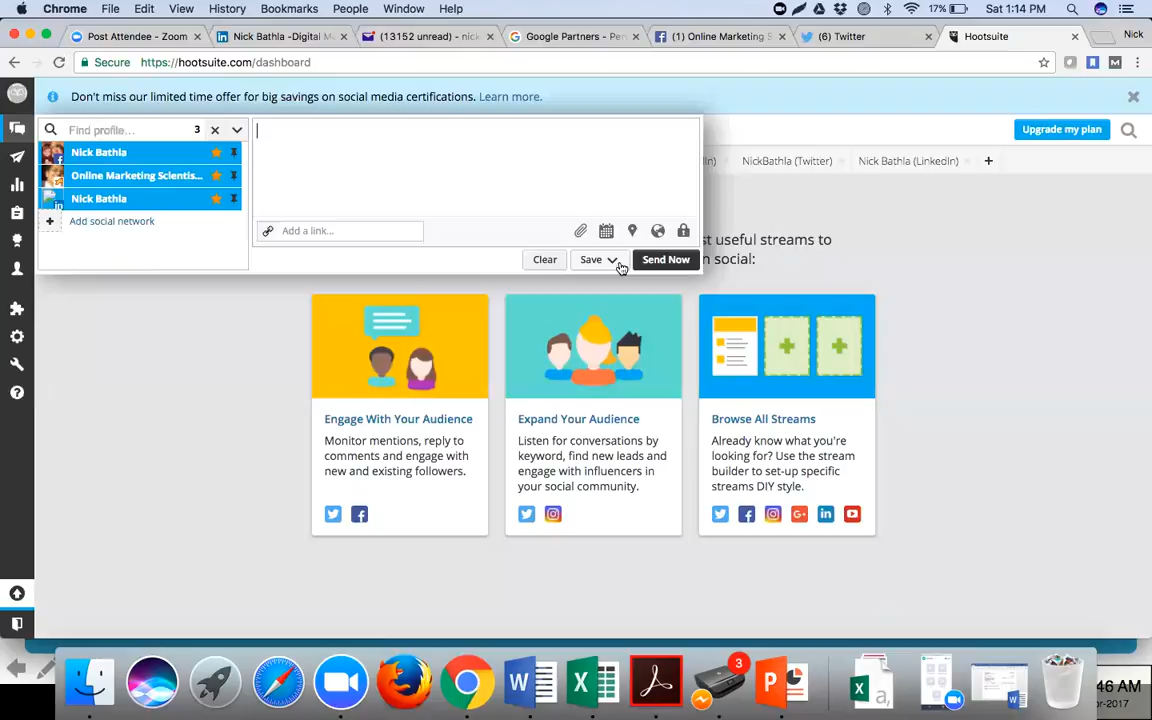 Chrome File Edit View History Bookmarks People Window Help 17% Sat 1:14 PM
Post Attendee - Zoom
Nick Bathla -Digital M
(13152 unread) - nick
Google Partners - Per
(1) Online Marketing S
(6) Twitter
Hootsuite
Nick
Secure https://hootsuite.com/dashboard
Don't miss our limited time offer for big savings on social media certifications. Learn more.
Find profile... 3
Upgrade my plan
Nick Bathla
Online Marketing Scientis...
Nick Bathla
Add social network
In)
NickBathla (Twitter)
Nick Bathla (LinkedIn)
Add a link...
Clear
Save
Send Now
st useful streams to
n social:
Engage With Your Audience
Monitor mentions, reply to
comments and engage with
new and existing followers.
Expand Your Audience
Listen for conversations by
keyword, find new leads and
engage with influencers in
your social community.
Browse All Streams
Already know what you're
looking for? Use the stream
builder to set-up specific
streams DIY style.
3
46 AM
pr-2017